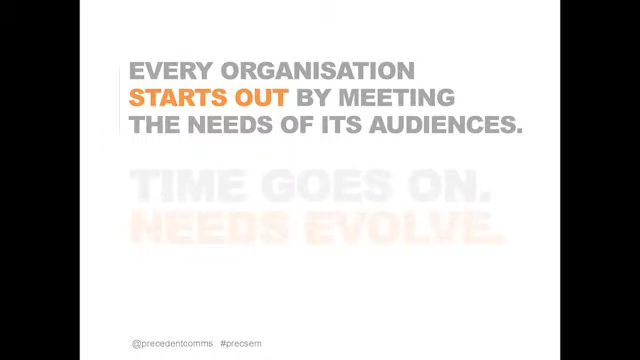 EVERY ORGANISATION
STARTS OUT BY MEETING
THE NEEDS OF ITS AUDIENCES.
TIME GOES ON.
NEEDS EVOLVE.
@precedentcomms #precsem